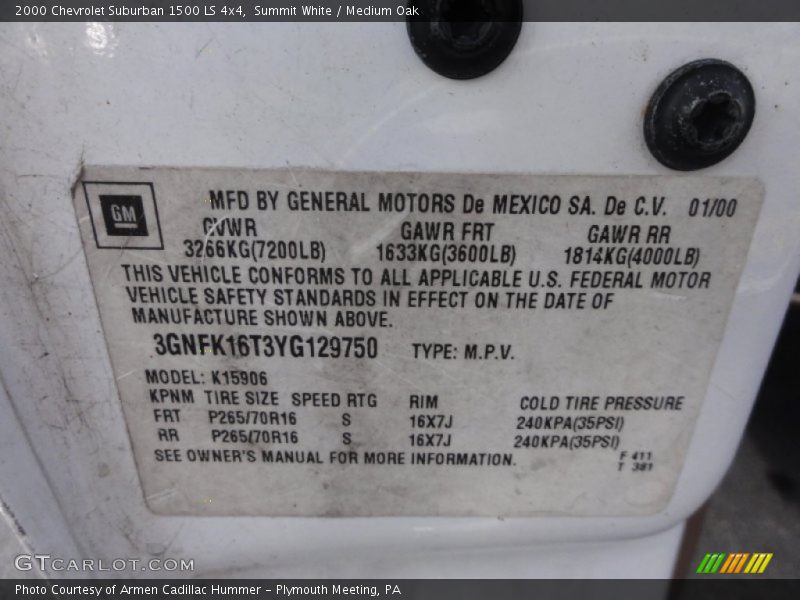 2000 Chevrolet Suburban 1500 LS 4x4, Summit White / Medium Oak
GM
MFD BY GENERAL MOTORS De MEXICO SA. De C.V. 01/00
GVWR GAWR FRT GAWR RR
3266KG(7200LB) 1633KG(3600LB) 1814KG(4000LB)
THIS VEHICLE CONFORMS TO ALL APPLICABLE U.S. FEDERAL MOTOR
VEHICLE SAFETY STANDARDS IN EFFECT ON THE DATE OF
MANUFACTURE SHOWN ABOVE.
3GNFK16T3YG129750 TYPE: M.P.V.
MODEL: K15906
KPNM TIRE SIZE SPEED RTG RIM COLD TIRE PRESSURE
FRT P265/70R16 S 16X7J 240KPA(35PSI)
RR P265/70R16 S 16X7J 240KPA(35PSI)
SEE OWNER'S MANUAL FOR MORE INFORMATION. F 411
T 381
GTCARLOT.COM
Photo Courtesy of Armen Cadillac Hummer - Plymouth Meeting, PA